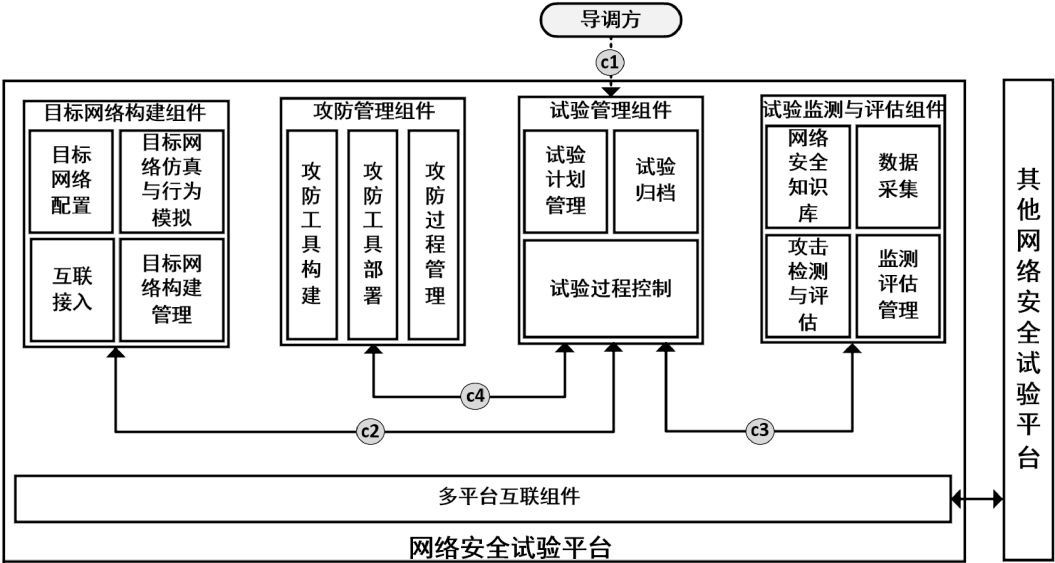 导调方
c1
目标网络构建组件
目标
网络
配置
目标网
络仿真
与行为
模拟
互联
接入
目标网
络构建
管理
攻防管理组件
攻防工具构建
攻防工具部署
攻防过程管理
试验管理组件
试验
计划
管理
试验
归档
试验过程控制
试验监测与评估组件
网络
安全
知识
库
数据
采集
攻击
检测
与评
估
监测
评估
管理
其他网络安全试验平台
c4
c2
c3
多平台互联组件
网络安全试验平台